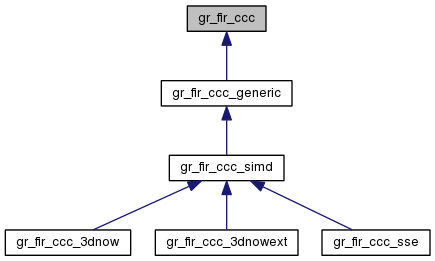 gr_fir_ccc
gr_fir_ccc_generic
gr_fir_ccc_simd
gr_fir_ccc_3dnow
gr_fir_ccc_3dnowext
gr_fir_ccc_sse